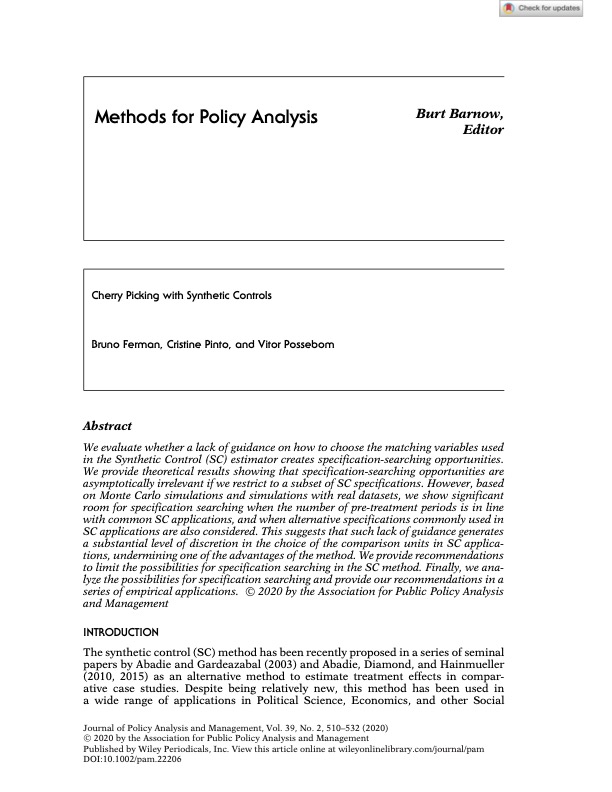 Check for updates
Methods for Policy Analysis
Burt Barnow,
Editor
Cherry Picking with Synthetic Controls
Bruno Ferman, Cristine Pinto, and Vitor Possebom
Abstract
We evaluate whether a lack of guidance on how to choose the matching variables used
in the Synthetic Control (SC) estimator creates specification-searching opportunities.
We provide theoretical results showing that specification-searching opportunities are
asymptotically irrelevant if we restrict to a subset of SC specifications. However, based
on Monte Carlo simulations and simulations with real datasets, we show significant
room for specification searching when the number of pre-treatment periods is in line
with common SC applications, and when alternative specifications commonly used in
SC applications are also considered. This suggests that such lack of guidance generates
a substantial level of discretion in the choice of the comparison units in SC applica-
tions, undermining one of the advantages of the method. We provide recommendations
to limit the possibilities for specification searching in the SC method. Finally, we ana-
lyze the possibilities for specification searching and provide our recommendations in a
series of empirical applications. © 2020 by the Association for Public Policy Analysis
and Management
INTRODUCTION
The synthetic control (SC) method has been recently proposed in a series of seminal
papers by Abadie and Gardeazabal (2003) and Abadie, Diamond, and Hainmueller
(2010, 2015) as an alternative method to estimate treatment effects in compar-
ative case studies. Despite being relatively new, this method has been used in
a wide range of applications in Political Science, Economics, and other Social
Journal of Policy Analysis and Management, Vol. 39, No. 2, 510–532 (2020)
© 2020 by the Association for Public Policy Analysis and Management
Published by Wiley Periodicals, Inc. View this article online at wileyonlinelibrary.com/journal/pam
DOI:10.1002/pam.22206